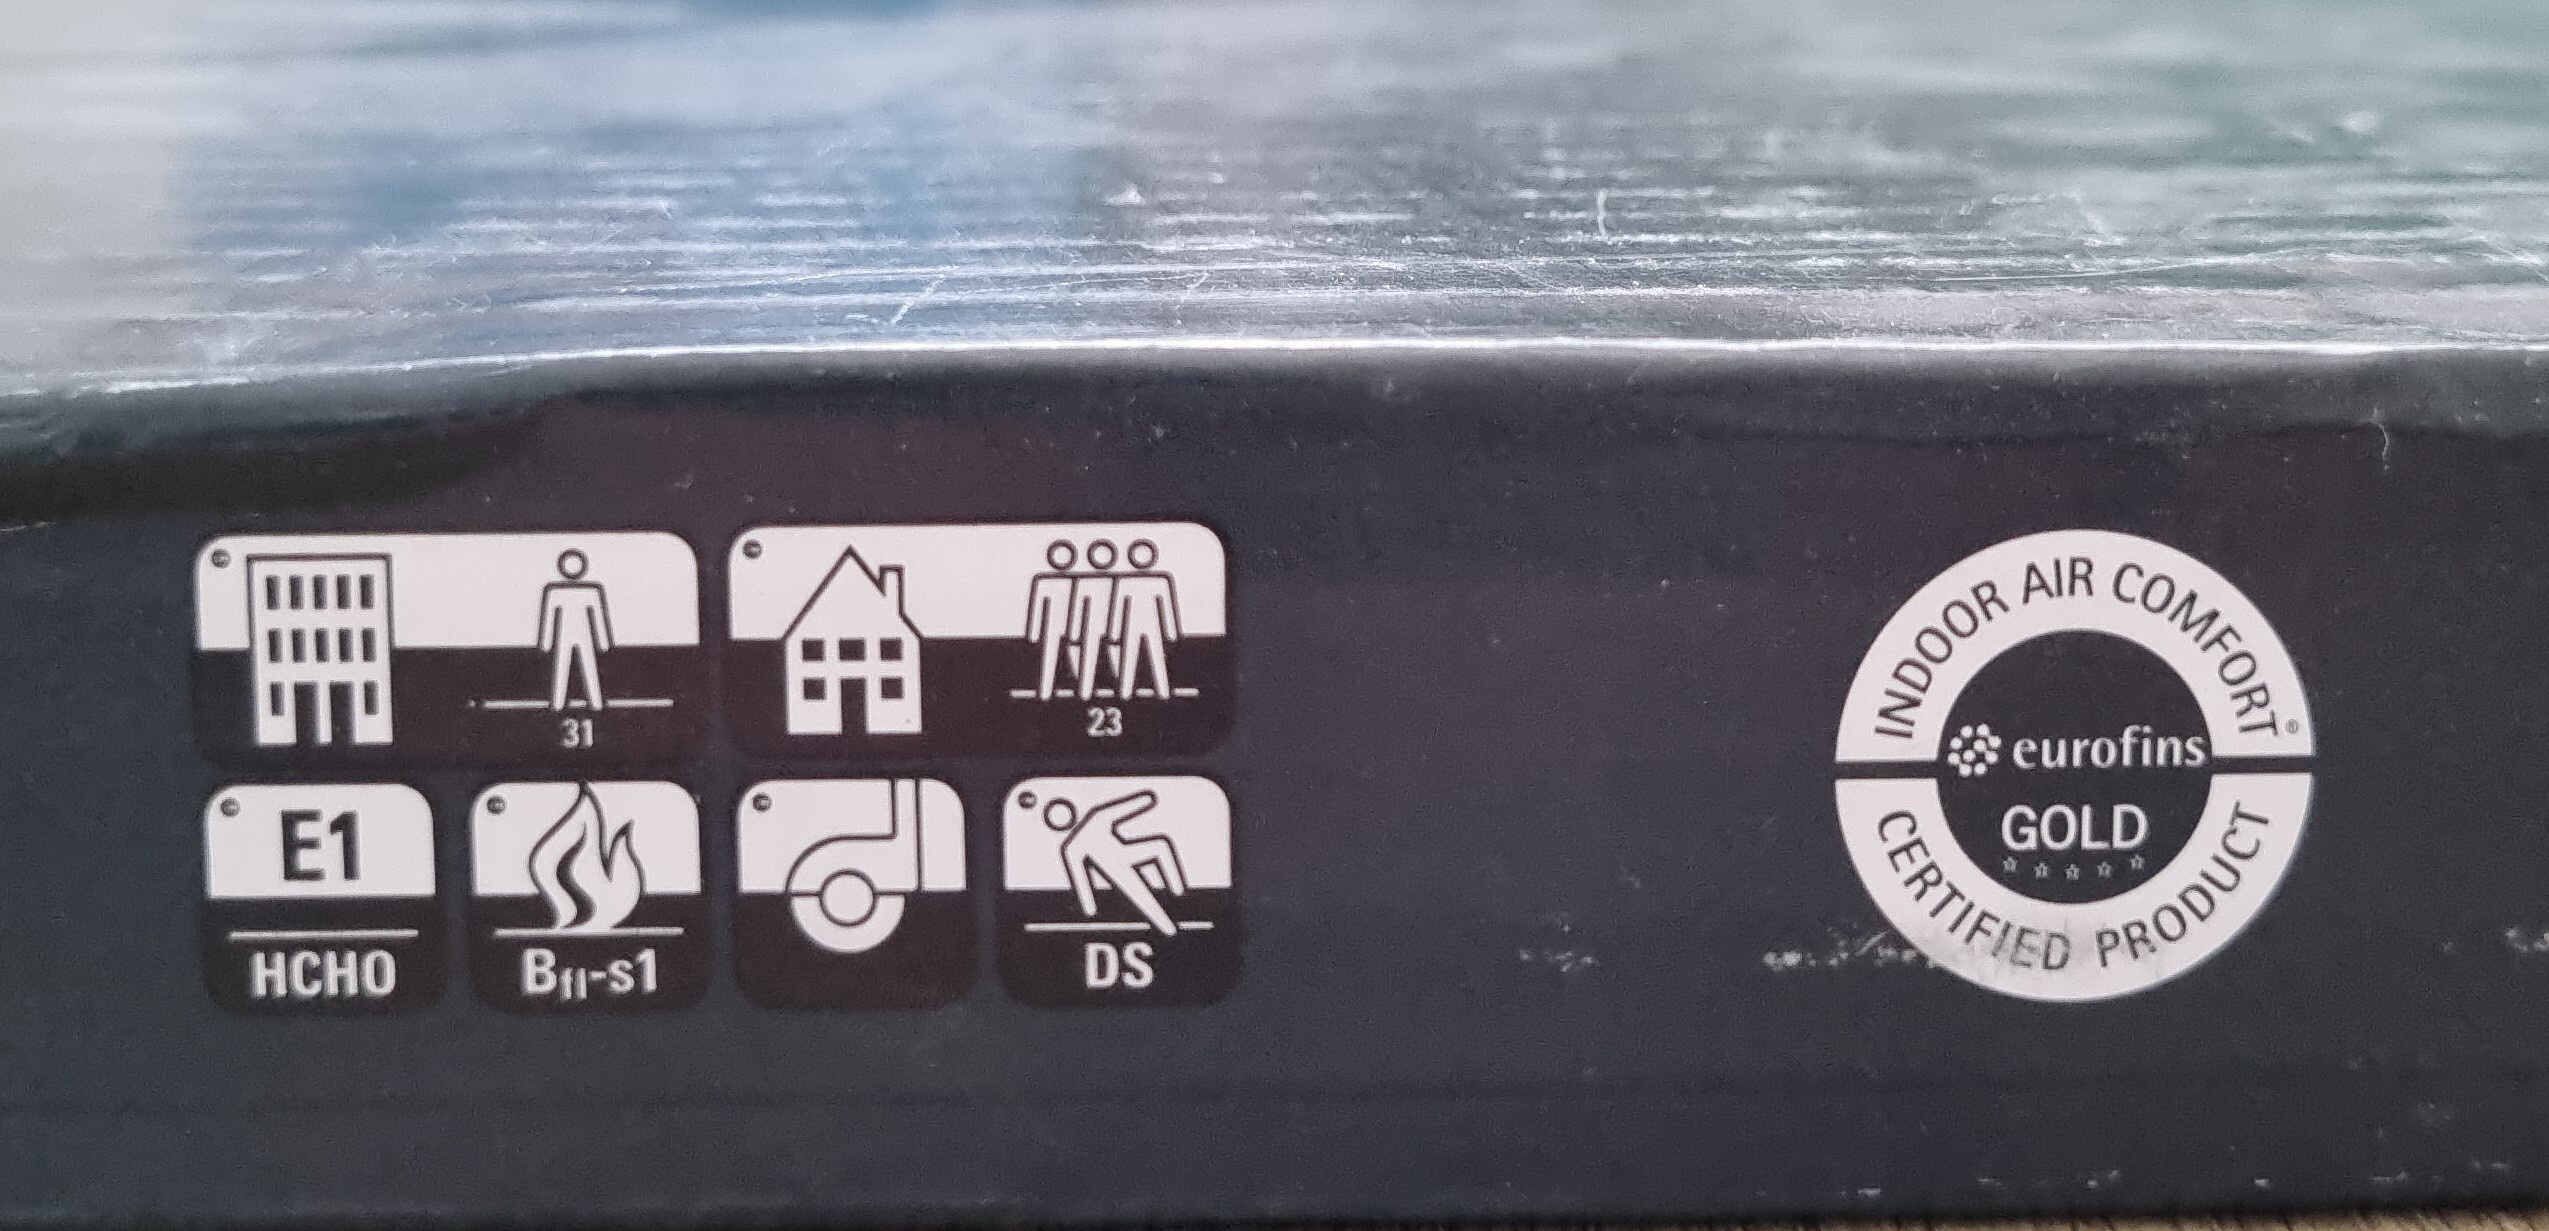 31
23
E1
HCHO
Bfl-s1
DS
INDOOR AIR COMFORT®
eurofins
GOLD
CERTIFIED PRODUCT